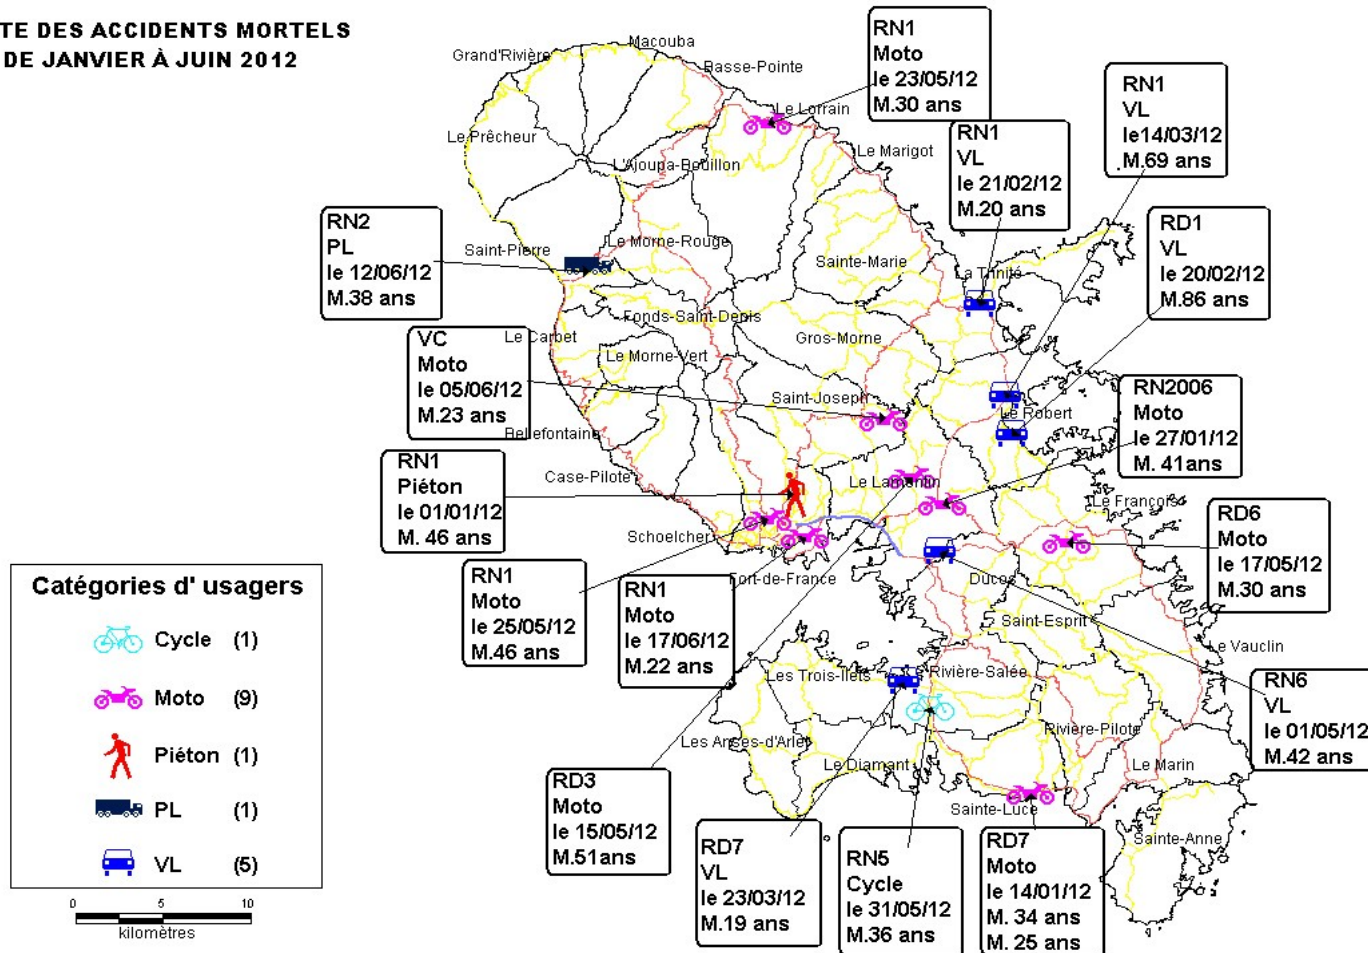 TE DES ACCIDENTS MORTELS
DE JANVIER À JUIN 2012
Grand'Rivière
Macouba
Basse-Pointe
Le Lorrain
Le Marigot
Le Prêcheur
L'Ajoupa-Bouillon
Saint-Pierre
Le Morne-Rouge
Sainte-Marie
La Trinité
Fonds-Saint-Denis
Le Carbet
Le Morne-Vert
Gros-Morne
Saint-Joseph
Le Robert
Bellefontaine
Case-Pilote
Le Lamentin
Le François
Schoelcher
Fort-de-France
Ducos
Saint-Esprit
Le Vauclin
Les Trois-Ilets
Rivière-Salée
Rivière-Pilote
Les Anses-d'Arlet
Le Diamant
Le Marin
Sainte-Luce
Sainte-Anne
RN1
Moto
le 23/05/12
M.30 ans
RN1
VL
le14/03/12
M.69 ans
RN1
VL
le 21/02/12
M.20 ans
RN2
PL
le 12/06/12
M.38 ans
RD1
VL
le 20/02/12
M.86 ans
VC
Moto
le 05/06/12
M.23 ans
RN2006
Moto
le 27/01/12
M. 41ans
RN1
Piéton
le 01/01/12
M. 46 ans
RD6
Moto
le 17/05/12
M.30 ans
RN1
Moto
le 25/05/12
M.46 ans
RN1
Moto
le 17/06/12
M.22 ans
RN6
VL
le 01/05/12
M.42 ans
RD3
Moto
le 15/05/12
M.51ans
RD7
VL
le 23/03/12
M.19 ans
RN5
Cycle
le 31/05/12
M.36 ans
RD7
Moto
le 14/01/12
M. 34 ans
M. 25 ans
Catégories d' usagers
Cycle (1)
Moto (9)
Piéton (1)
PL (1)
VL (5)
0 5 10
kilomètres